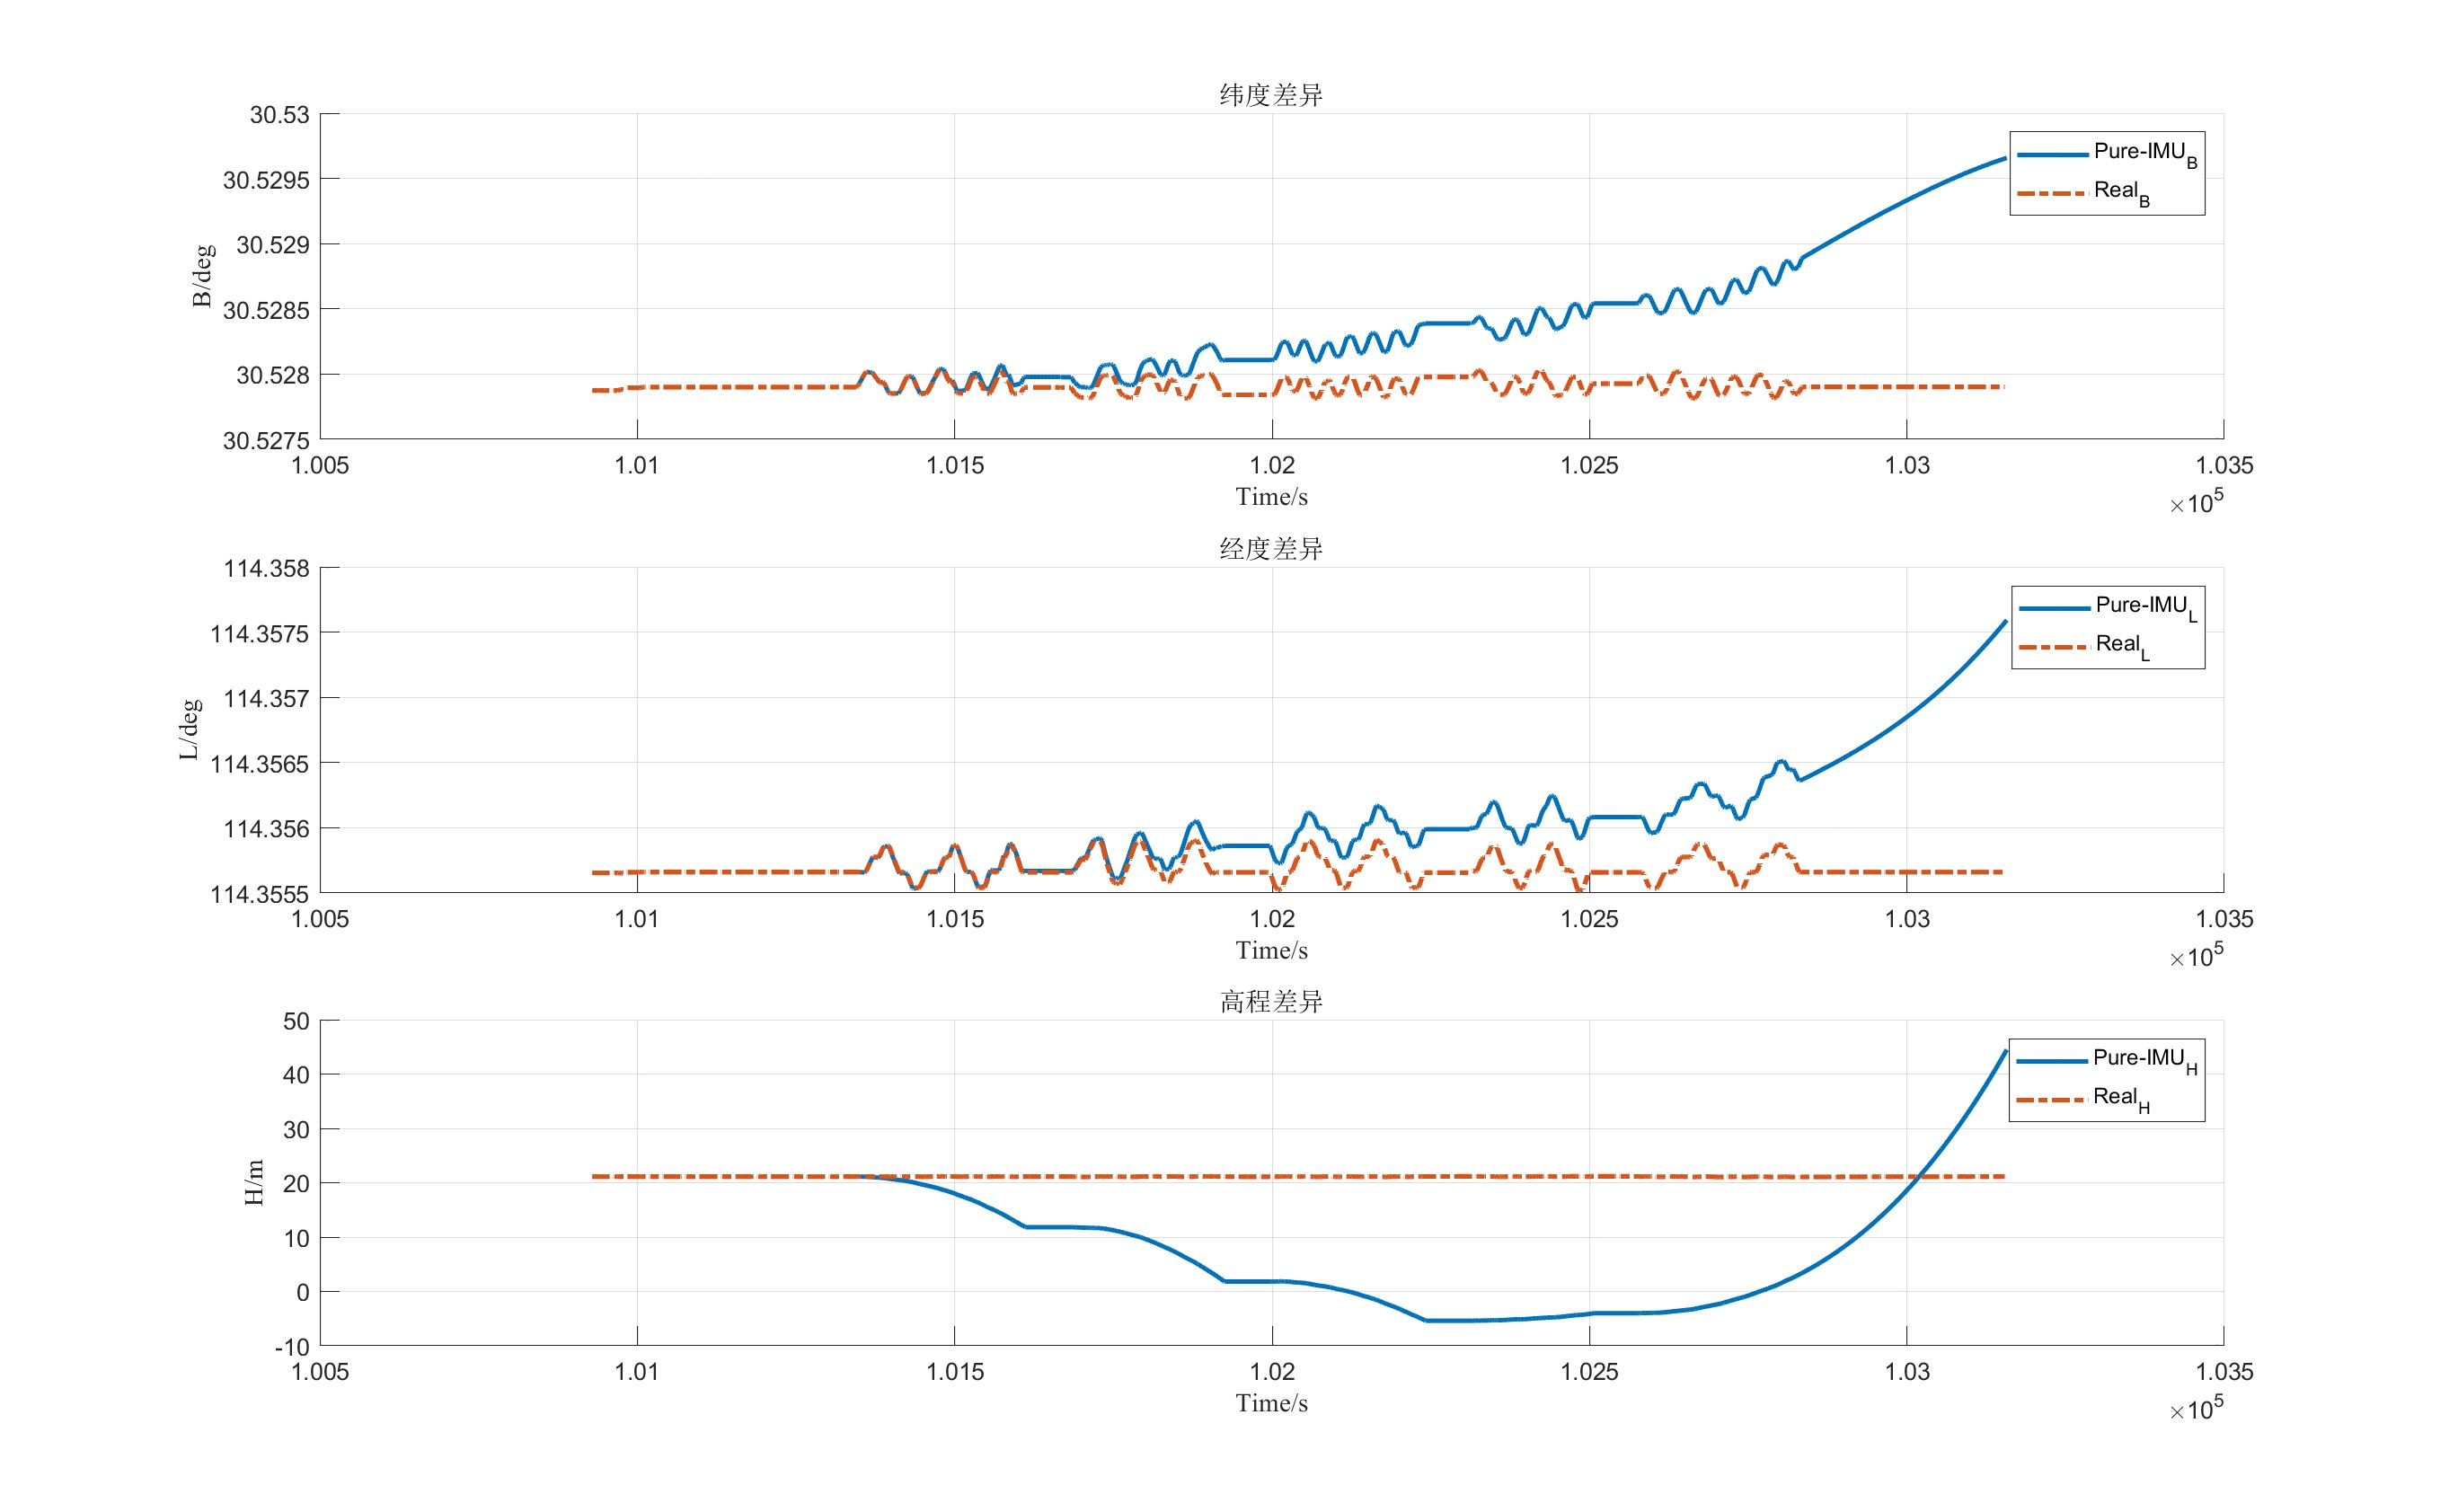 纬度差异
30.53
30.5295
30.529
30.5285
30.528
30.5275
B/deg
Pure-IMU_B
Real_B
1.005 1.01 1.015 1.02 1.025 1.03 1.035
Time/s
×10^5
经度差异
114.358
114.3575
114.357
114.3565
114.356
114.3555
L/deg
Pure-IMU_L
Real_L
1.005 1.01 1.015 1.02 1.025 1.03 1.035
Time/s
×10^5
高程差异
50
40
30
20
10
0
-10
H/m
Pure-IMU_H
Real_H
1.005 1.01 1.015 1.02 1.025 1.03 1.035
Time/s
×10^5